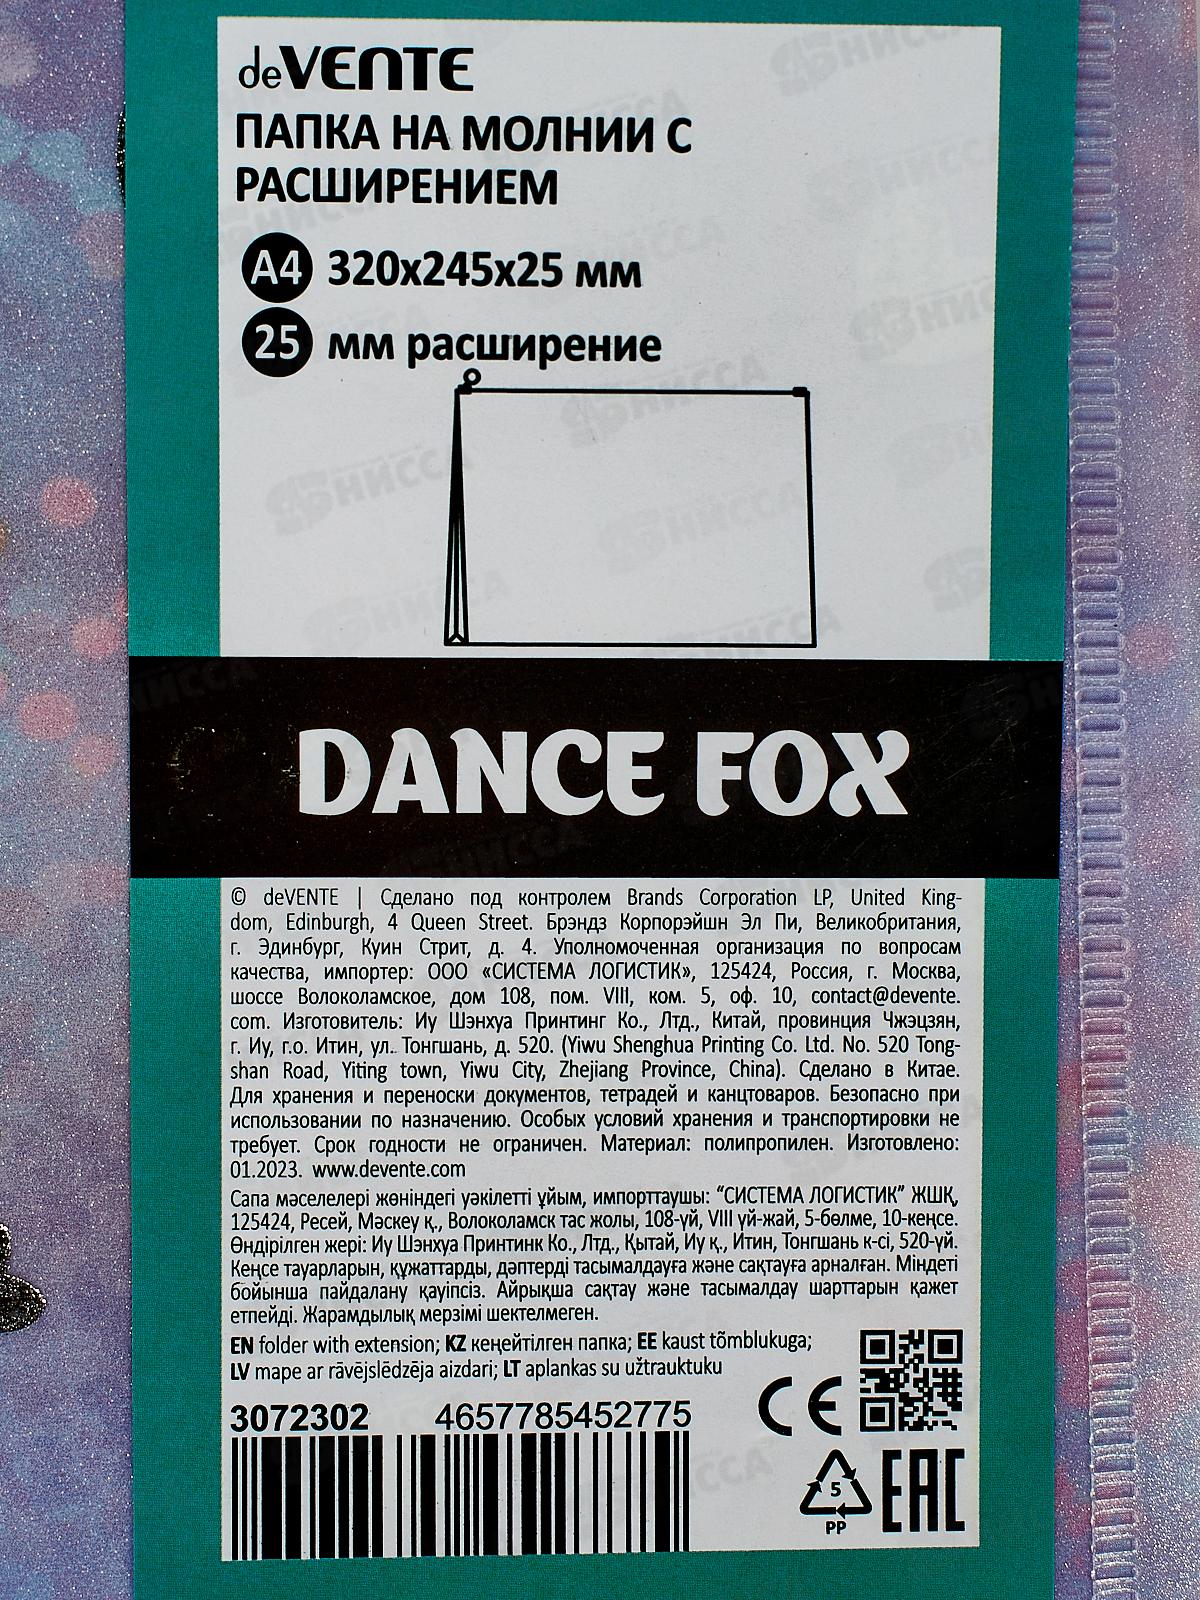 deVENTE
ПАПКА НА МОЛНИИ С
РАСШИРЕНИЕМ
A4 320x245x25 мм
25 мм расширение
DANCE FOX
© deVENTE | Сделано под контролем Brands Corporation LP, United King-
dom, Edinburgh, 4 Queen Street. Брэндз Корпорэйшн Эл Пи, Великобритания,
г. Эдинбург, Куин Стрит, д. 4. Уполномоченная организация по вопросам
качества, импортер: ООО «СИСТЕМА ЛОГИСТИК», 125424, Россия, г. Москва,
шоссе Волоколамское, дом 108, пом. VIII, ком. 5, оф. 10, contact@devente.
com. Изготовитель: Иу Шэнхуа Принтинг Ко., Лтд., Китай, провинция Чжэцзян,
г. Иу, г.о. Итин, ул. Тонгшань, д. 520. (Yiwu Shenghua Printing Co. Ltd. No. 520 Tong-
shan Road, Yiting town, Yiwu City, Zhejiang Province, China). Сделано в Китае.
Для хранения и переноски документов, тетрадей и канцтоваров. Безопасно при
использовании по назначению. Особых условий хранения и транспортировки не
требует. Срок годности не ограничен. Материал: полипропилен. Изготовлено:
01.2023. www.devente.com
Сапа мәселелері жөніндегі уәкілетті ұйым, импорттаушы: “СИСТЕМА ЛОГИСТИК” ЖШҚ,
125424, Ресей, Мәскеу қ., Волоколамск тас жолы, 108-үй, VIII үй-жай, 5-бөлме, 10-кеңсе.
Өндірілген жері: Иу Шэнхуа Принтинк Ко., Лтд., Қытай, Иу қ., Итин, Тонгшань к-сі, 520-үй.
Кеңсе тауарларын, құжаттарды, дәптерді тасымалдауға және сақтауға арналған. Міндеті
бойынша пайдалану қауіпсіз. Айрықша сақтау және тасымалдау шарттарын қажет
етпейді. Жарамдылық мерзімі шектелмеген.
EN folder with extension; KZ кеңейтілген папка; EE kaust tõmblukuga;
LV mape ar rāvējslēdzēja aizdari; LT aplankas su užtrauktuku
3072302 4657785452775
CE
5
PP
EAC